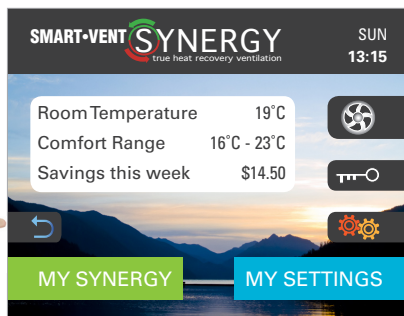 SMART•VENT SYNERGY
true heat recovery ventilation
SUN
13:15
Room Temperature 19°C
Comfort Range 16°C - 23°C
Savings this week $14.50
MY SYNERGY
MY SETTINGS